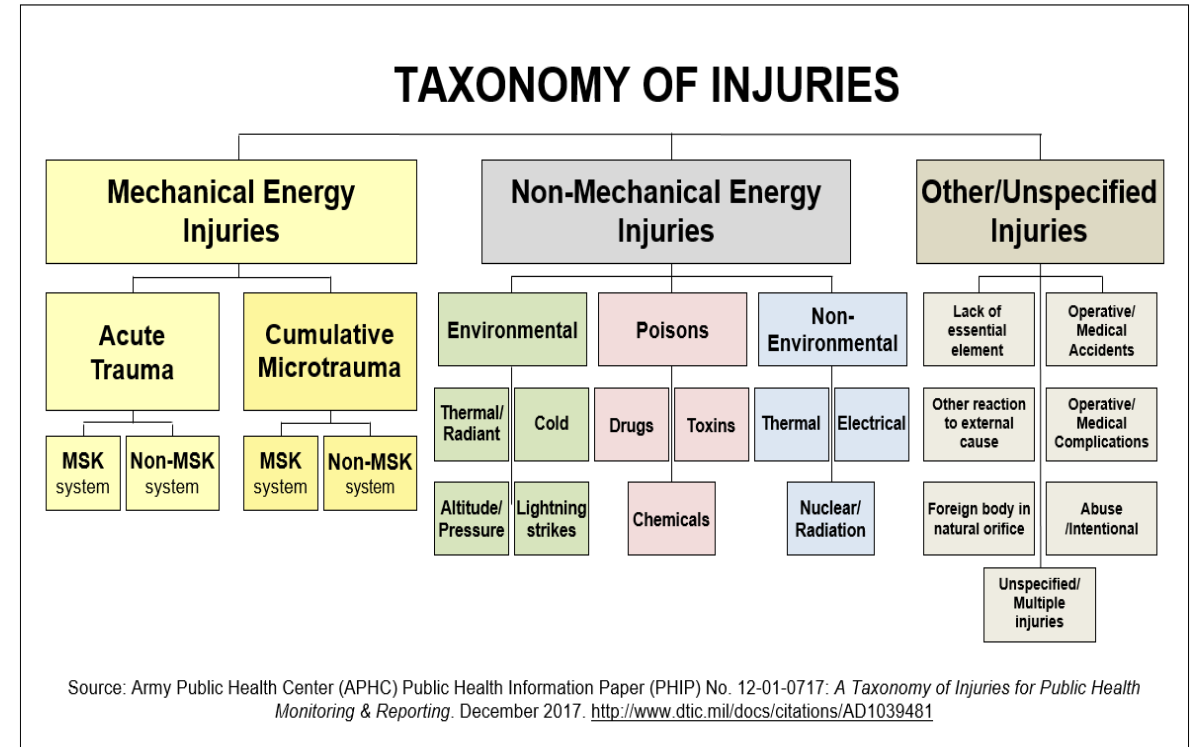 TAXONOMY OF INJURIES
Mechanical Energy
Injuries
Non-Mechanical Energy
Injuries
Other/Unspecified
Injuries
Acute
Trauma
Cumulative
Microtrauma
Environmental
Poisons
Non-
Environmental
Lack of
essential
element
Operative/
Medical
Accidents
Thermal/
Radiant
Cold
Drugs
Toxins
Thermal
Electrical
Other reaction
to external
cause
Operative/
Medical
Complications
MSK
system
Non-MSK
system
MSK
system
Non-MSK
system
Altitude/
Pressure
Lightning
strikes
Chemicals
Nuclear/
Radiation
Foreign body in
natural orifice
Abuse
/Intentional
Unspecified/
Multiple
injuries
Source: Army Public Health Center (APHC) Public Health Information Paper (PHIP) No. 12-01-0717: A Taxonomy of Injuries for Public Health
Monitoring & Reporting. December 2017. http://www.dtic.mil/docs/citations/AD1039481